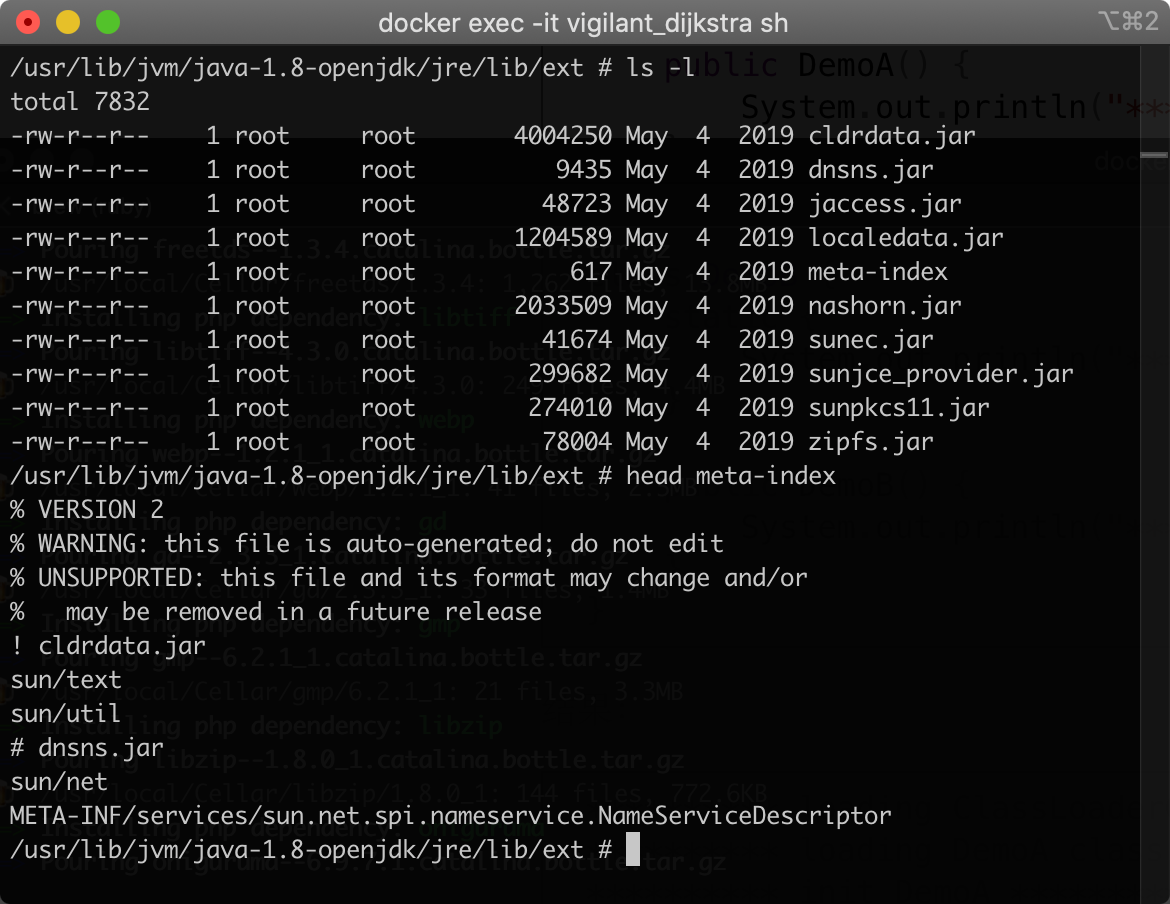 docker exec -it vigilant_dijkstra sh ⌥⌘2
/usr/lib/jvm/java-1.8-openjdk/jre/lib/ext # ls -l
total 7832
-rw-r--r--    1 root     root       4004250 May  4  2019 cldrdata.jar
-rw-r--r--    1 root     root          9435 May  4  2019 dnsns.jar
-rw-r--r--    1 root     root         48723 May  4  2019 jaccess.jar
-rw-r--r--    1 root     root       1204589 May  4  2019 localedata.jar
-rw-r--r--    1 root     root           617 May  4  2019 meta-index
-rw-r--r--    1 root     root       2033509 May  4  2019 nashorn.jar
-rw-r--r--    1 root     root         41674 May  4  2019 sunec.jar
-rw-r--r--    1 root     root        299682 May  4  2019 sunjce_provider.jar
-rw-r--r--    1 root     root        274010 May  4  2019 sunpkcs11.jar
-rw-r--r--    1 root     root         78004 May  4  2019 zipfs.jar
/usr/lib/jvm/java-1.8-openjdk/jre/lib/ext # head meta-index
% VERSION 2
% WARNING: this file is auto-generated; do not edit
% UNSUPPORTED: this file and its format may change and/or
%   may be removed in a future release
! cldrdata.jar
sun/text
sun/util
# dnsns.jar
sun/net
META-INF/services/sun.net.spi.nameservice.NameServiceDescriptor
/usr/lib/jvm/java-1.8-openjdk/jre/lib/ext #